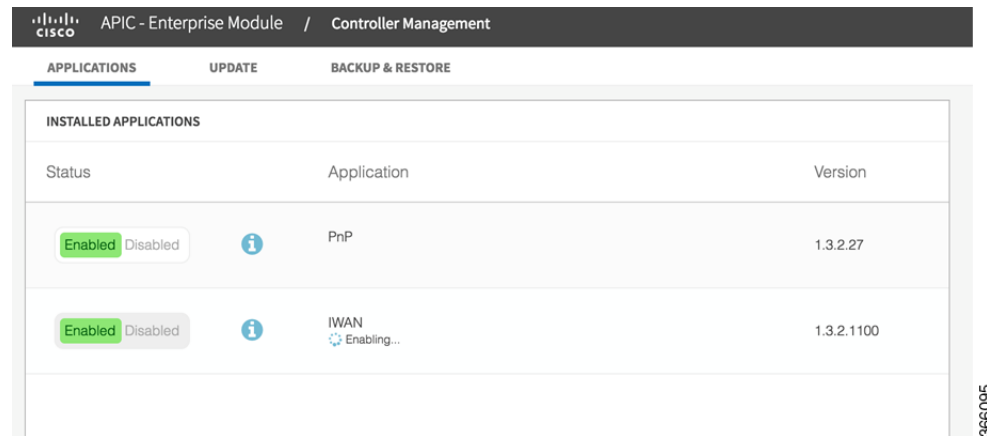 CISCO APIC - Enterprise Module / Controller Management
APPLICATIONS UPDATE BACKUP & RESTORE
INSTALLED APPLICATIONS
Status Application Version
Enabled Disabled PnP 1.3.2.27
Enabled Disabled IWAN 1.3.2.1100
Enabling...
366095